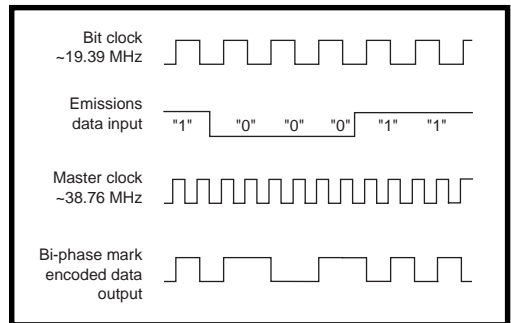 Bit clock
~19.39 MHz
Emissions
data input
"1" "0" "0" "0" "1" "1"
Master clock
~38.76 MHz
Bi-phase mark
encoded data
output